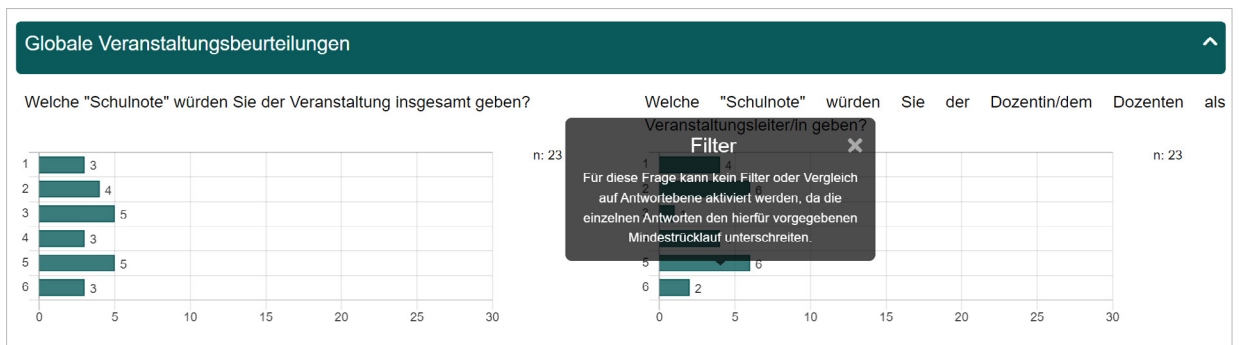 Globale Veranstaltungsbeurteilungen
Welche "Schulnote" würden Sie der Veranstaltung insgesamt geben?
n: 23
1 3
2 4
3 5
4 3
5 5
6 3
0 5 10 15 20 25 30
Welche "Schulnote" würden Sie der Dozentin/dem Dozenten als
Veranstaltungsleiter/in geben?
n: 23
1 4
2 6
5 6
6 2
0 5 10 15 20 25 30
Filter
Für diese Frage kann kein Filter oder Vergleich
auf Antwortebene aktiviert werden, da die
einzelnen Antworten den hierfür vorgegebenen
Mindestrücklauf unterschreiten.